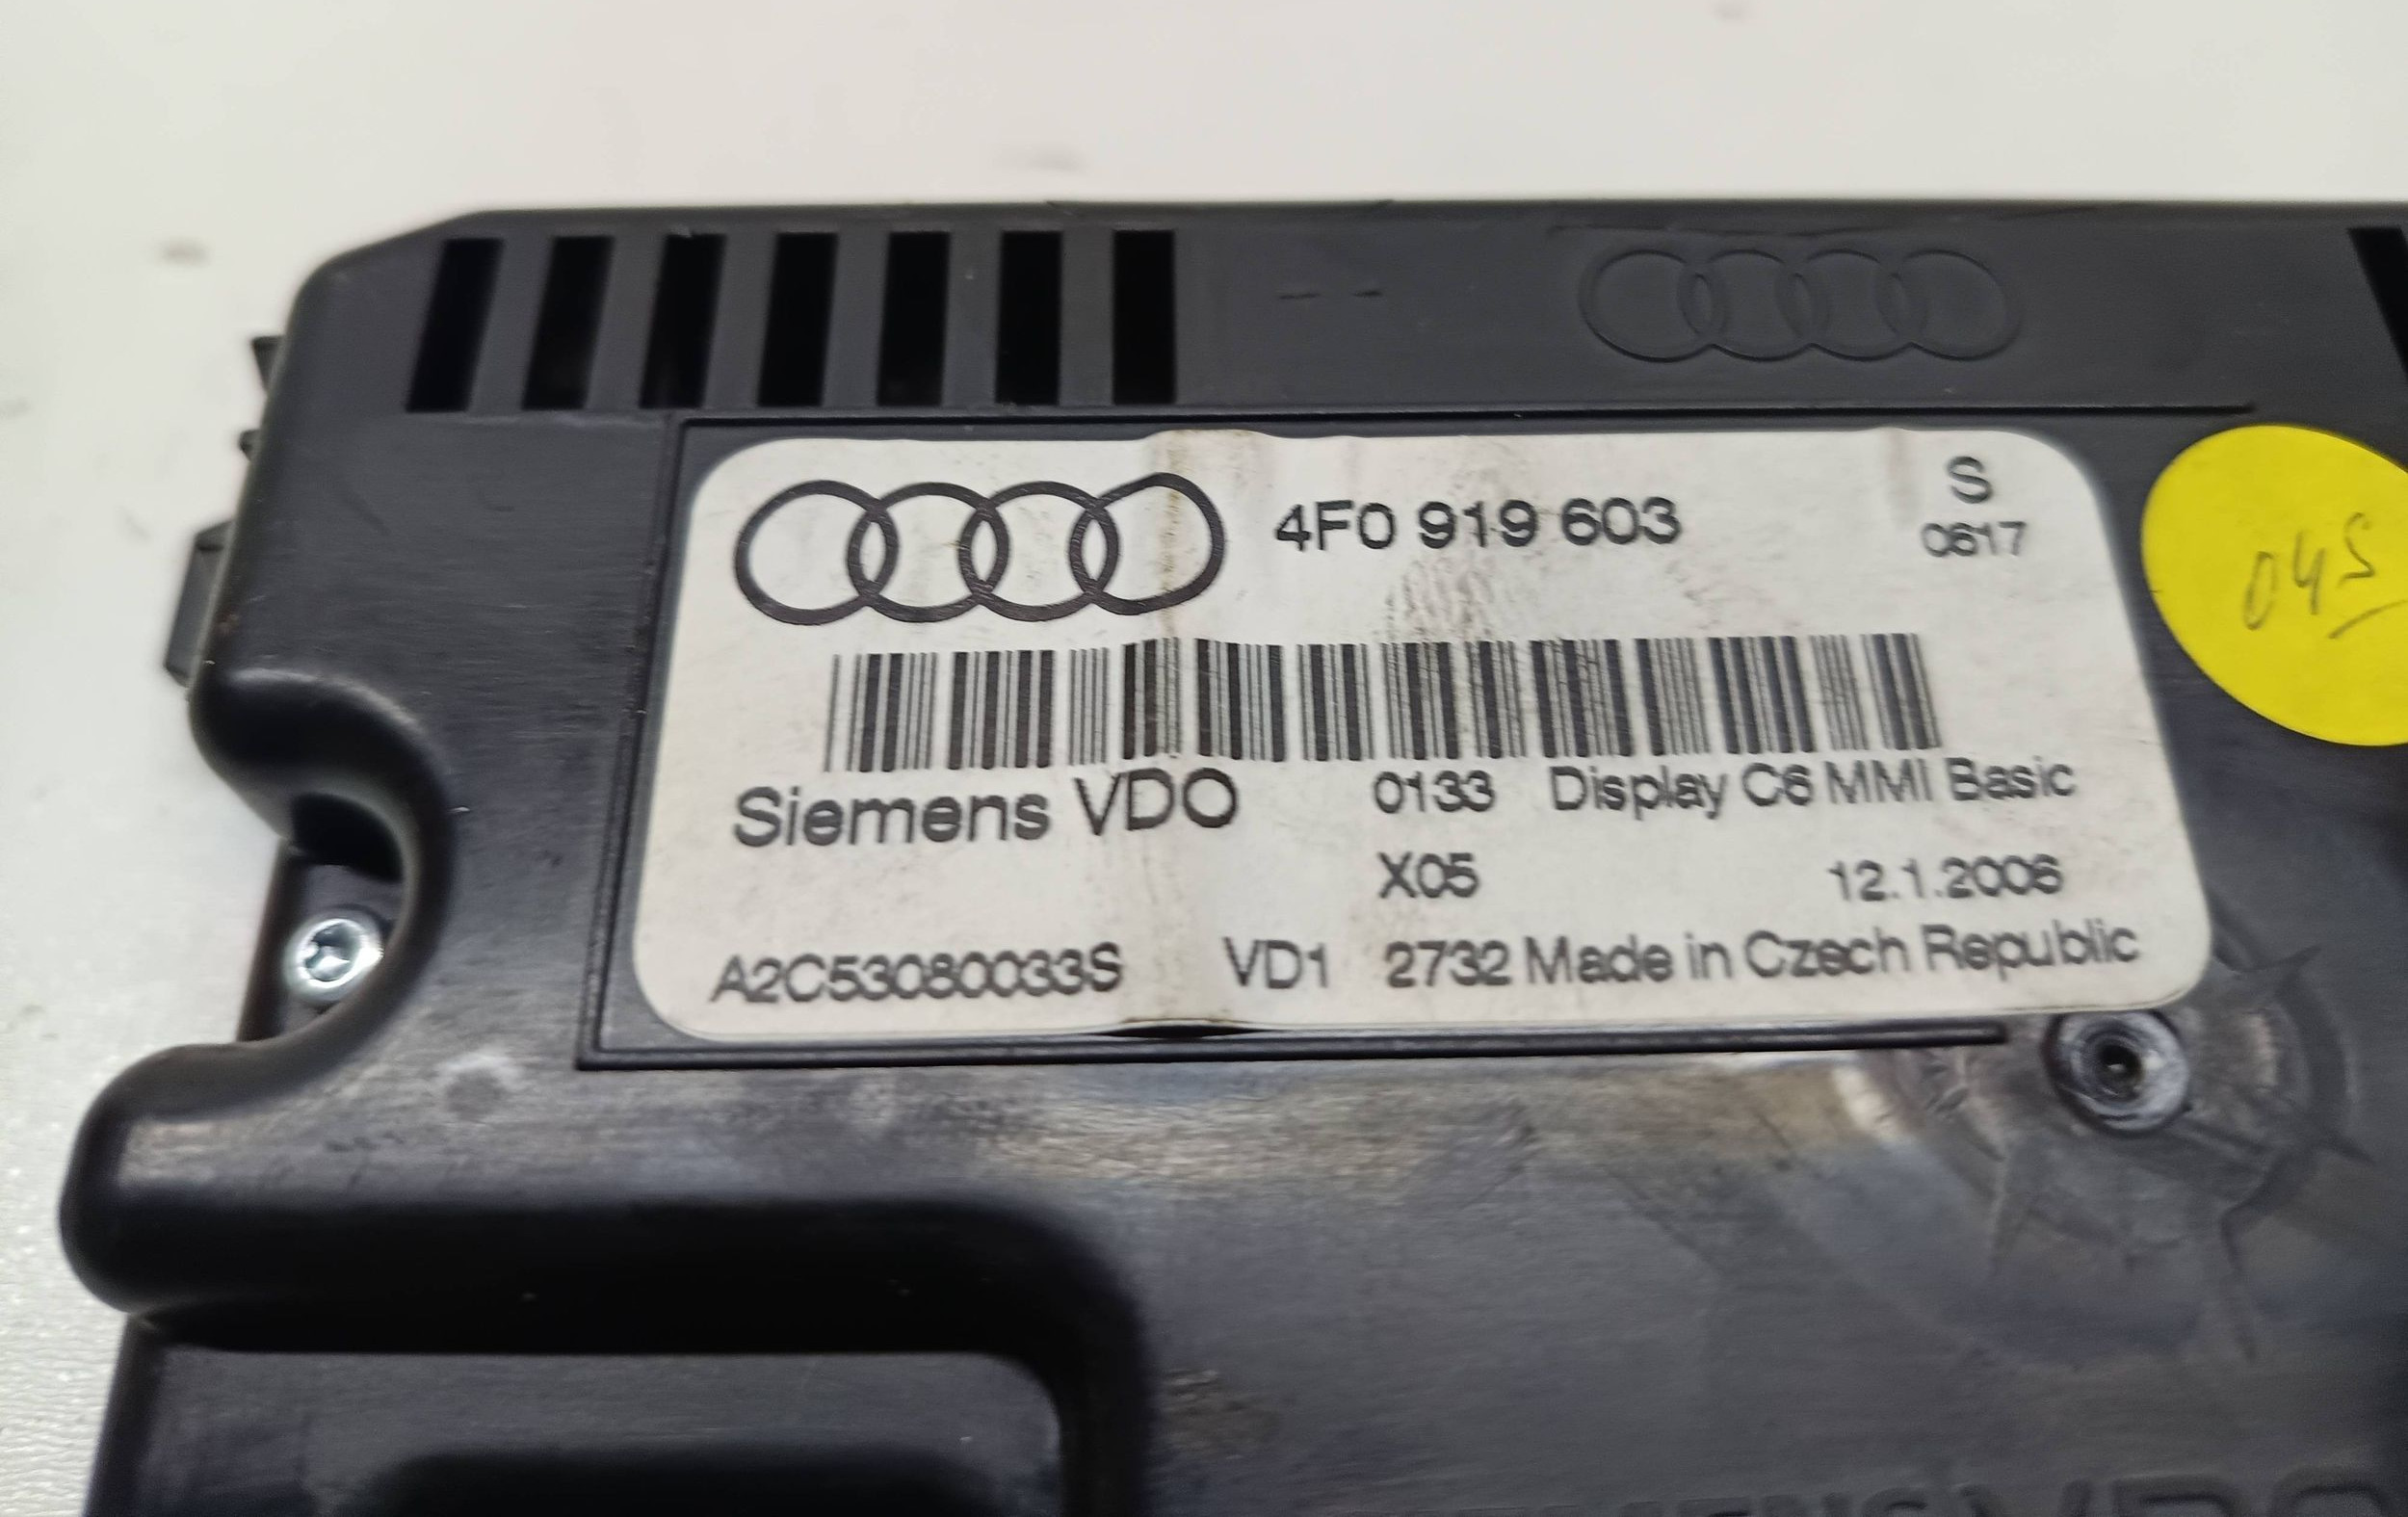 4F0 919 603
S
0617
Siemens VDO 0133 Display C6 MMI Basic
X05 12.1.2006
A2C53080033S VD1 2732 Made in Czech Republic
04S